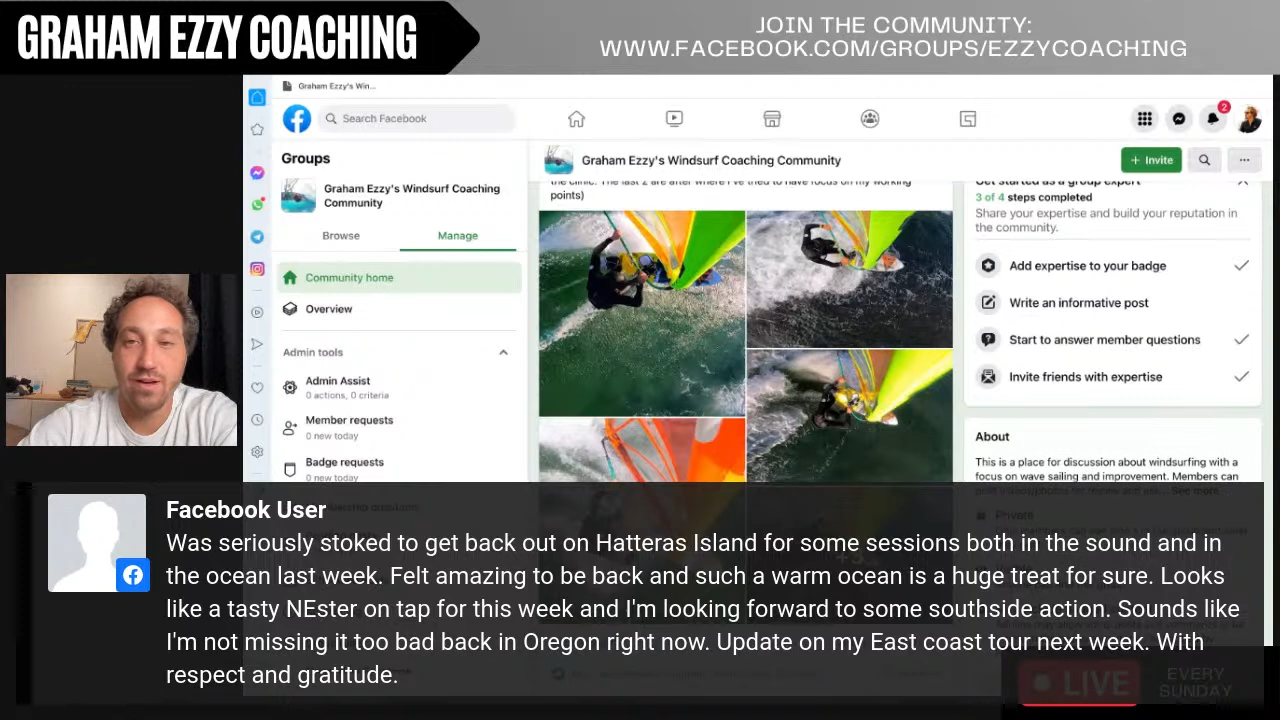 GRAHAM EZZY COACHING
JOIN THE COMMUNITY:
WWW.FACEBOOK.COM/GROUPS/EZZYCOACHING
Graham Ezzy's Win...
Search Facebook
2
Groups
Graham Ezzy's Windsurf Coaching
Community
Browse
Manage
Community home
Overview
Admin tools
Admin Assist
0 actions, 0 criteria
Member requests
0 new today
Badge requests
0 new today
Graham Ezzy's Windsurf Coaching Community
+ Invite
the clinic. The last 2 are after where I've tried to have focus on my working
points)
Get started as a group expert
3 of 4 steps completed
Share your expertise and build your reputation in
the community.
Add expertise to your badge
Write an informative post
Start to answer member questions
Invite friends with expertise
About
This is a place for discussion about windsurfing with a
focus on wave sailing and improvement. Members can
See more
Private
Facebook User
Was seriously stoked to get back out on Hatteras Island for some sessions both in the sound and in
the ocean last week. Felt amazing to be back and such a warm ocean is a huge treat for sure. Looks
like a tasty NEster on tap for this week and I'm looking forward to some southside action. Sounds like
I'm not missing it too bad back in Oregon right now. Update on my East coast tour next week. With
respect and gratitude.
LIVE
EVERY
SUNDAY